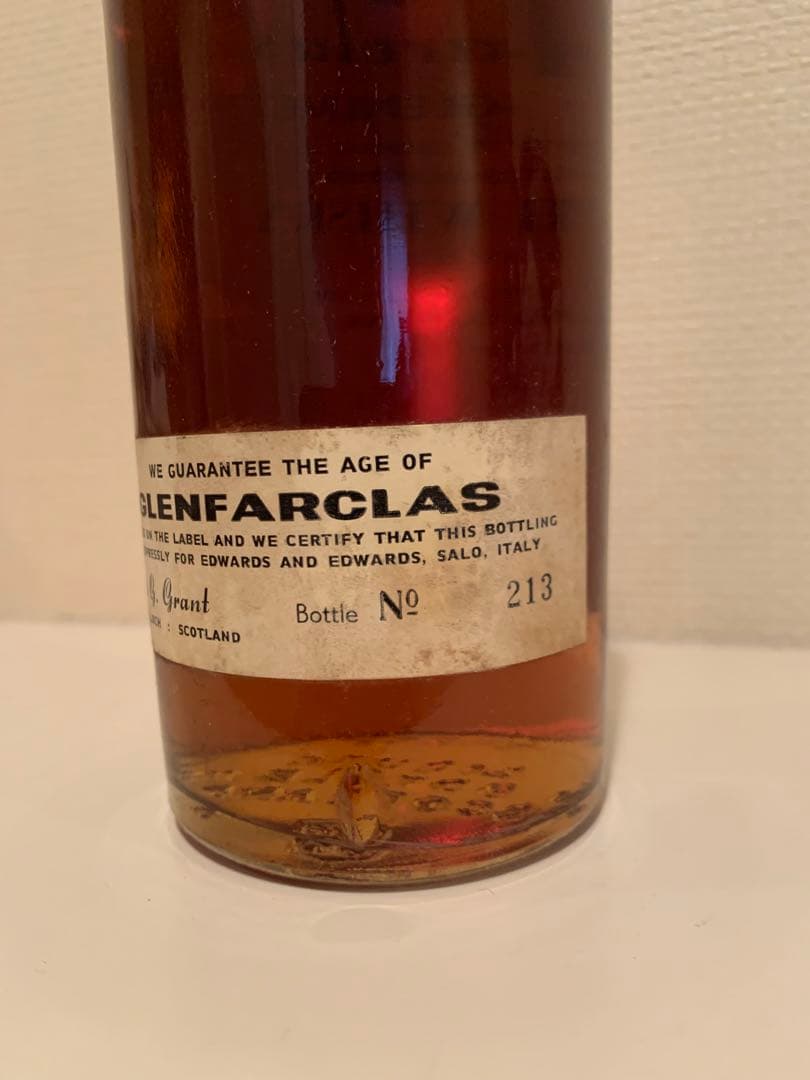 WE GUARANTEE THE AGE OF
GLENFARCLAS
ON THE LABEL AND WE CERTIFY THAT THIS BOTTLING
FOR EDWARDS AND EDWARDS, SALO, ITALY
G. Grant
Bottle Nº 213
: SCOTLAND